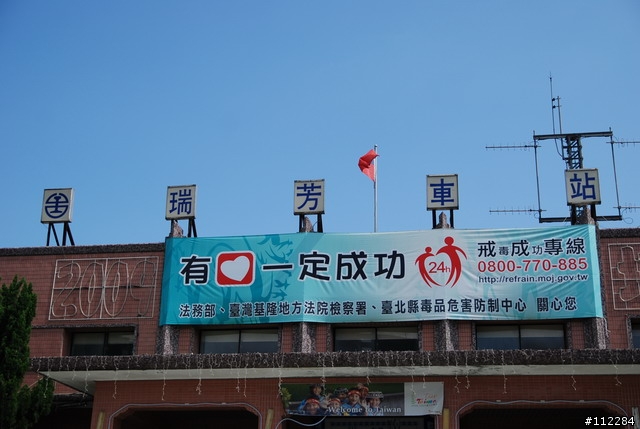 瑞芳車站
有 一定成功
24h
戒毒成功專線
0800-770-885
http://refrain.moj.gov.tw
法務部、臺灣基隆地方法院檢察署、臺北縣毒品危害防制中心 關心您
2007
Welcome to Taiwan
#112284